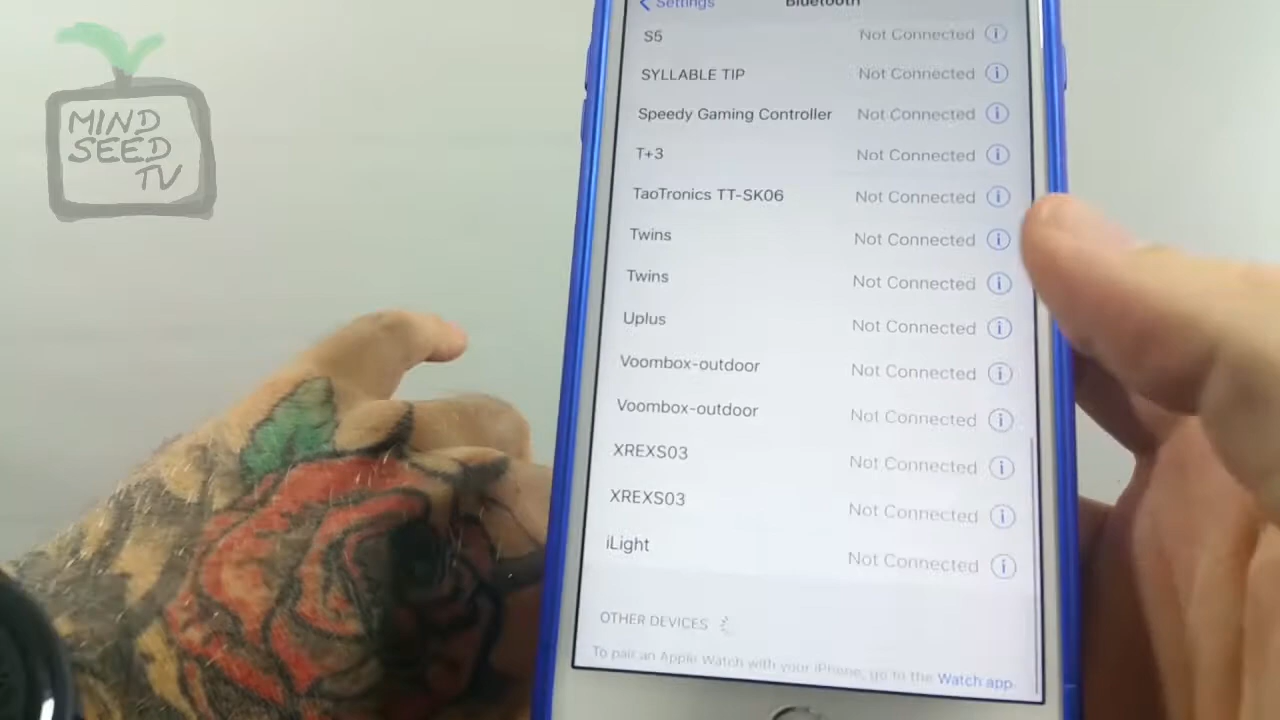 MIND
SEED
TV
Settings
Bluetooth
S5 Not Connected
SYLLABLE TIP Not Connected
Speedy Gaming Controller Not Connected
T+3 Not Connected
TaoTronics TT-SK06 Not Connected
Twins Not Connected
Twins Not Connected
Uplus Not Connected
Voombox-outdoor Not Connected
Voombox-outdoor Not Connected
XREXS03 Not Connected
XREXS03 Not Connected
iLight Not Connected
OTHER DEVICES
To pair an Apple Watch with your iPhone, go to the Watch app.